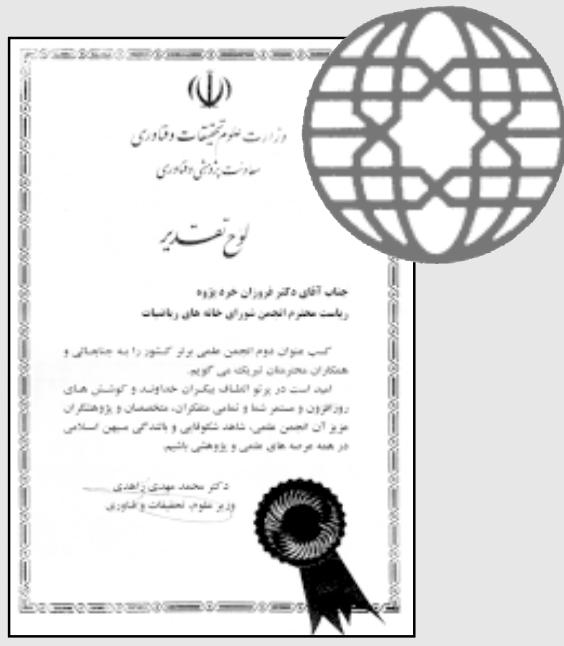 وزارت علوم تحقیقات و فناوری
معاونت پژوهشی و فناوری
لوح تقدیر
جناب آقای دکتر فروزان خرد پژوه
ریاست محترم انجمن شورای خانه های ریاضیات
کسب عنوان دوم انجمن علمی برتر کشور را به جنابعالی و
همکاران محترمتان تبریک می گویم.
امید است در پرتو الطاف بیکران خداوند و کوشش های
روزافزون و مستمر شما و تمامی متفکران، متخصصان و پژوهشگران
عزیز آن انجمن علمی، شاهد شکوفایی و بالندگی میهن اسلامی
در همه عرصه های علمی و پژوهشی باشیم.
دکتر محمد مهدی زاهدی
وزیر علوم، تحقیقات و فناوری